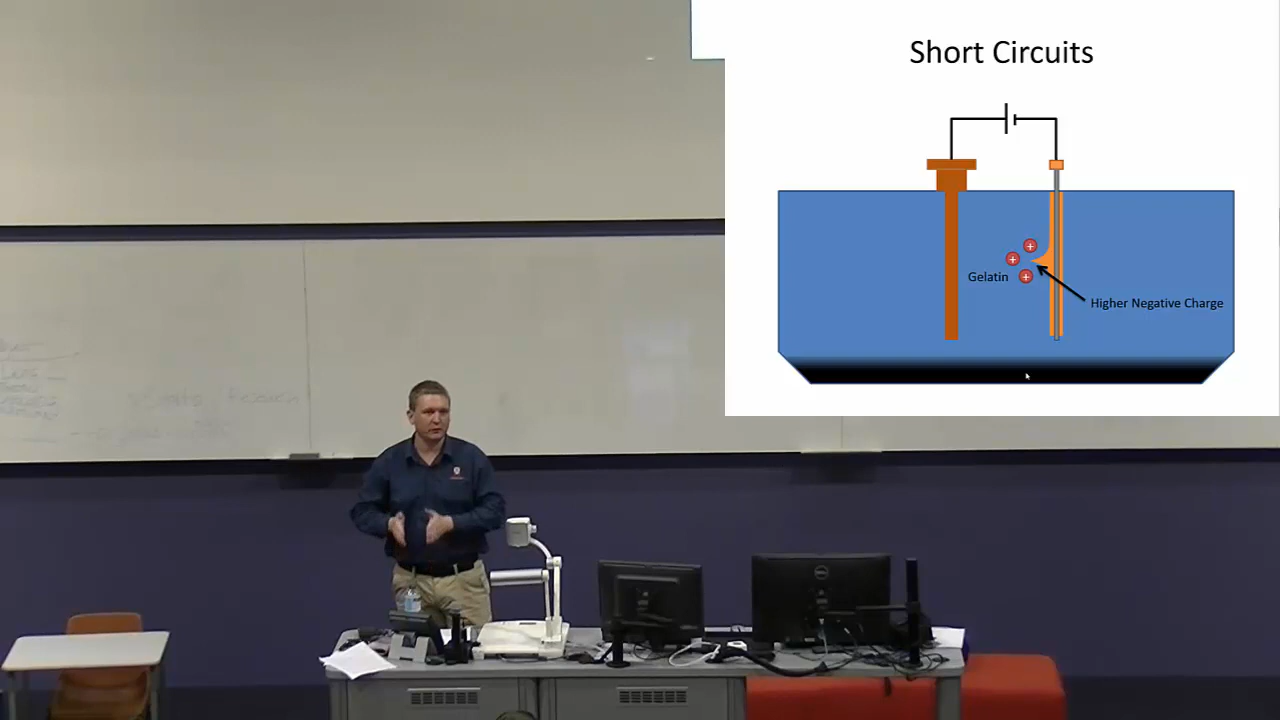 Short Circuits
+
+
+
Gelatin
Higher Negative Charge